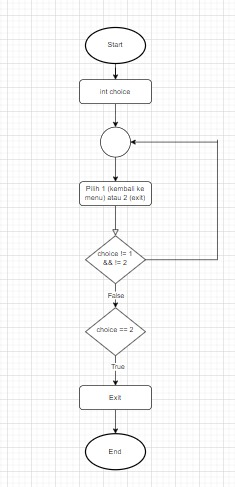 Start
int choice
Pilih 1 (kembali ke
menu) atau 2 (exit)
choice != 1
&& != 2
False
choice == 2
True
Exit
End